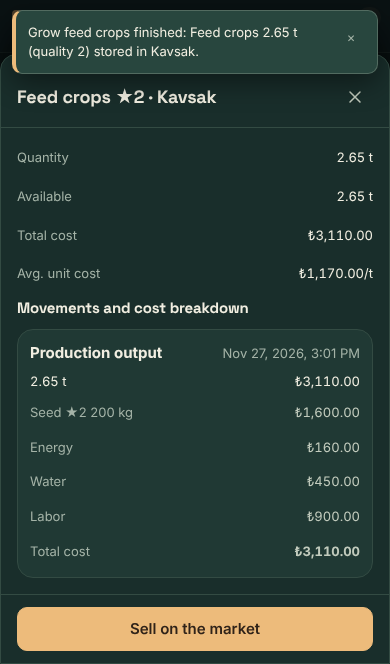 Grow feed crops finished: Feed crops 2.65 t
(quality 2) stored in Kavsak.
×
Feed crops ★2 · Kavsak
×
Quantity 2.65 t
Available 2.65 t
Total cost ₺3,110.00
Avg. unit cost ₺1,170.00/t
Movements and cost breakdown
Production output Nov 27, 2026, 3:01 PM
2.65 t ₺3,110.00
Seed ★2 200 kg ₺1,600.00
Energy ₺160.00
Water ₺450.00
Labor ₺900.00
Total cost ₺3,110.00
Sell on the market